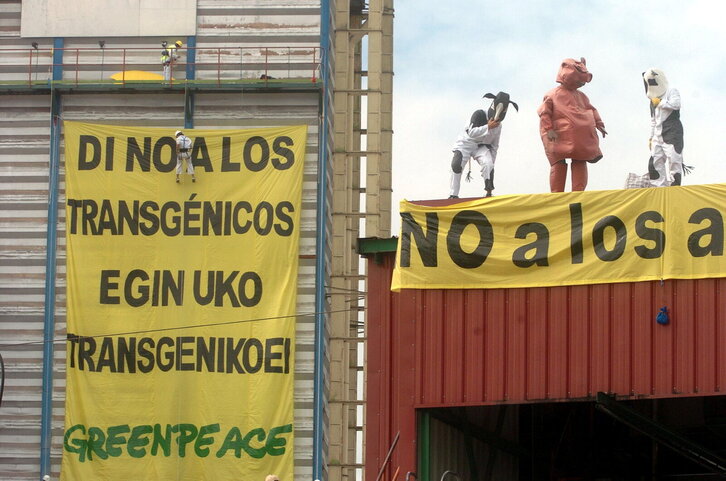 DI NO A LOS
TRANSGÉNICOS
EGIN UKO
TRANSGENIKOEI
GREENPEACE
NO a los a